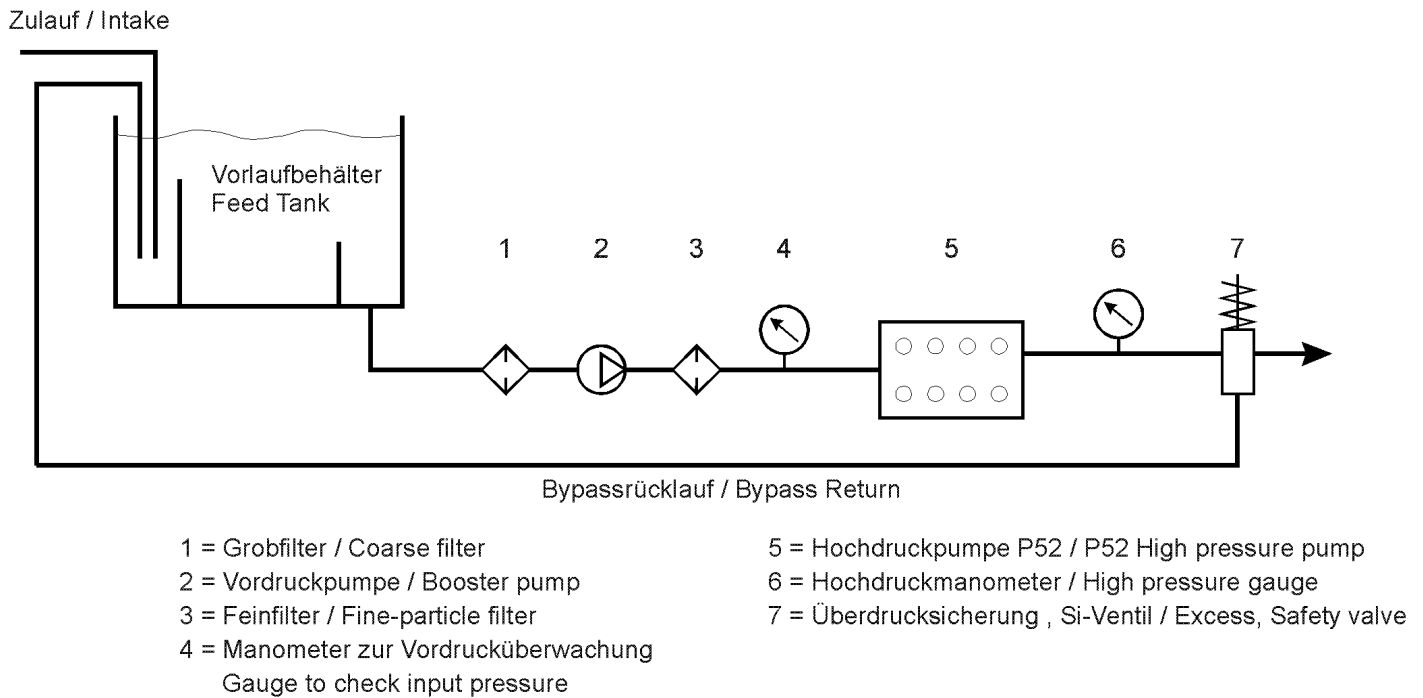 Zulauf / Intake
Vorlaufbehälter
Feed Tank
1
2
3
4
5
6
7
Bypassrücklauf / Bypass Return
1 = Grobfilter / Coarse filter
2 = Vordruckpumpe / Booster pump
3 = Feinfilter / Fine-particle filter
4 = Manometer zur Vordrucküberwachung
Gauge to check input pressure
5 = Hochdruckpumpe P52 / P52 High pressure pump
6 = Hochdruckmanometer / High pressure gauge
7 = Überdrucksicherung , Si-Ventil / Excess, Safety valve